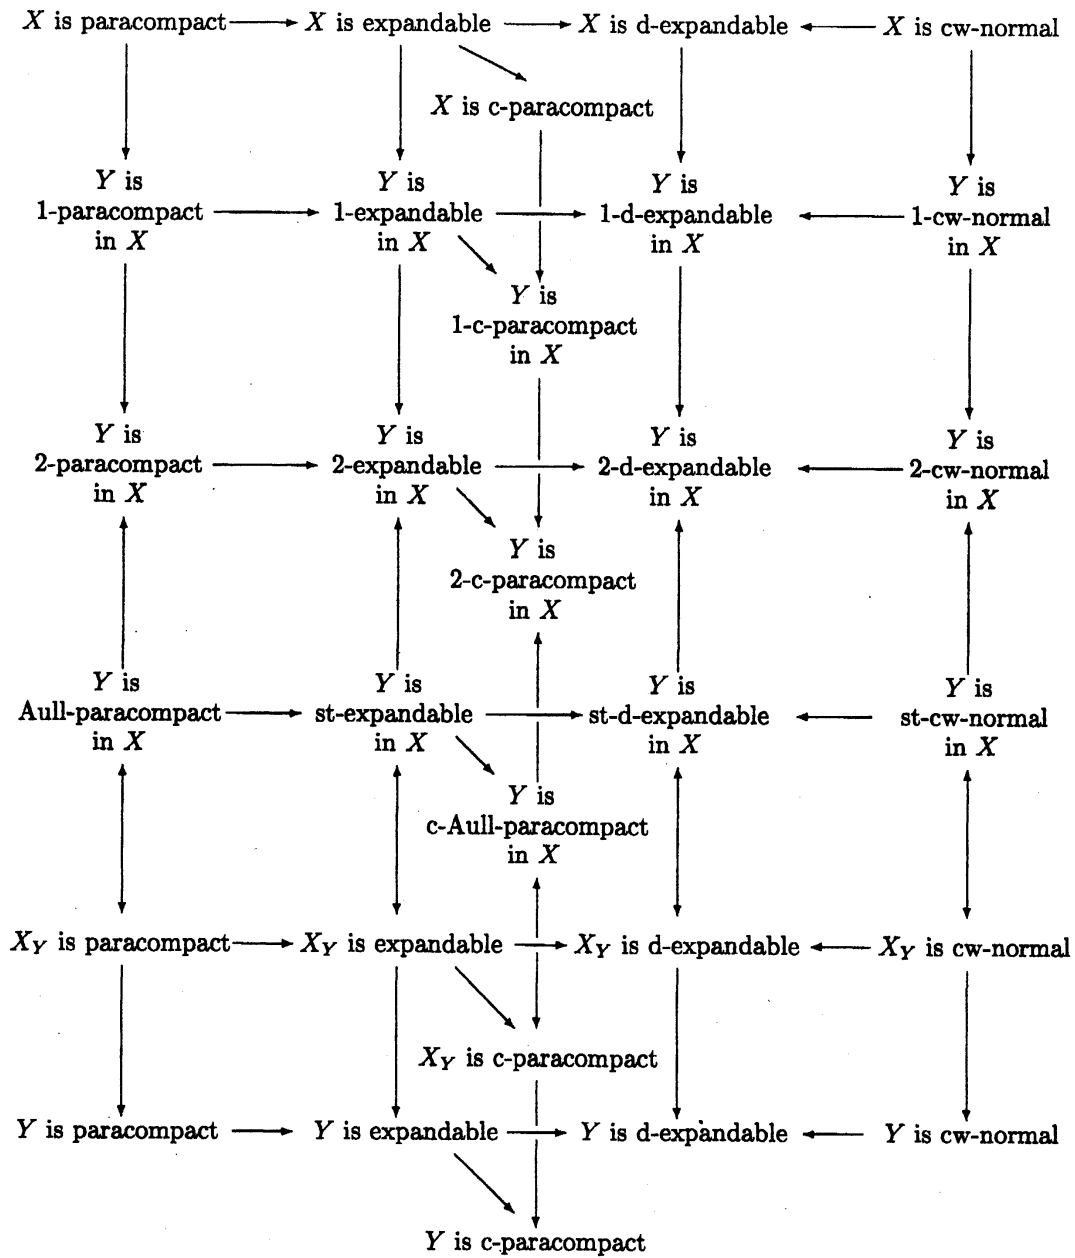 X is paracompact X is expandable X is d-expandable X is cw-normal
X is c-paracompact
Y is Y is Y is Y is
1-paracompact 1-expandable 1-d-expandable 1-cw-normal
in X in X in X in X
Y is
1-c-paracompact
in X
Y is Y is Y is Y is
2-paracompact 2-expandable 2-d-expandable 2-cw-normal
in X in X in X in X
Y is
2-c-paracompact
in X
Y is Y is Y is Y is
Aull-paracompact st-expandable st-d-expandable st-cw-normal
in X in X in X in X
Y is
c-Aull-paracompact
in X
X_Y is paracompact X_Y is expandable X_Y is d-expandable X_Y is cw-normal
X_Y is c-paracompact
Y is paracompact Y is expandable Y is d-expandable Y is cw-normal
Y is c-paracompact